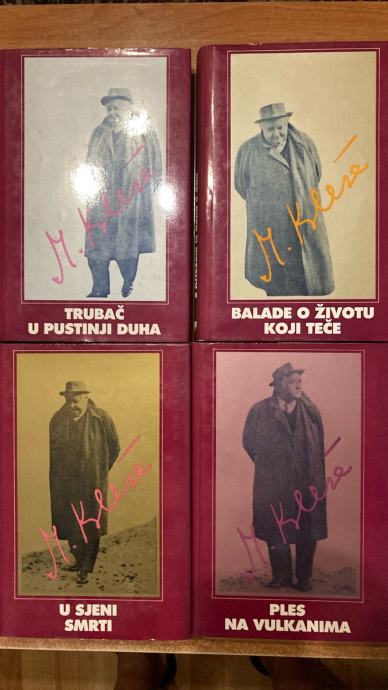 M. Krleža
TRUBAČ
U PUSTINJI DUHA
M. Krleža
BALADE O ŽIVOTU
KOJI TEČE
M. Krleža
U SJENI
SMRTI
M. Krleža
PLES
NA VULKANIMA